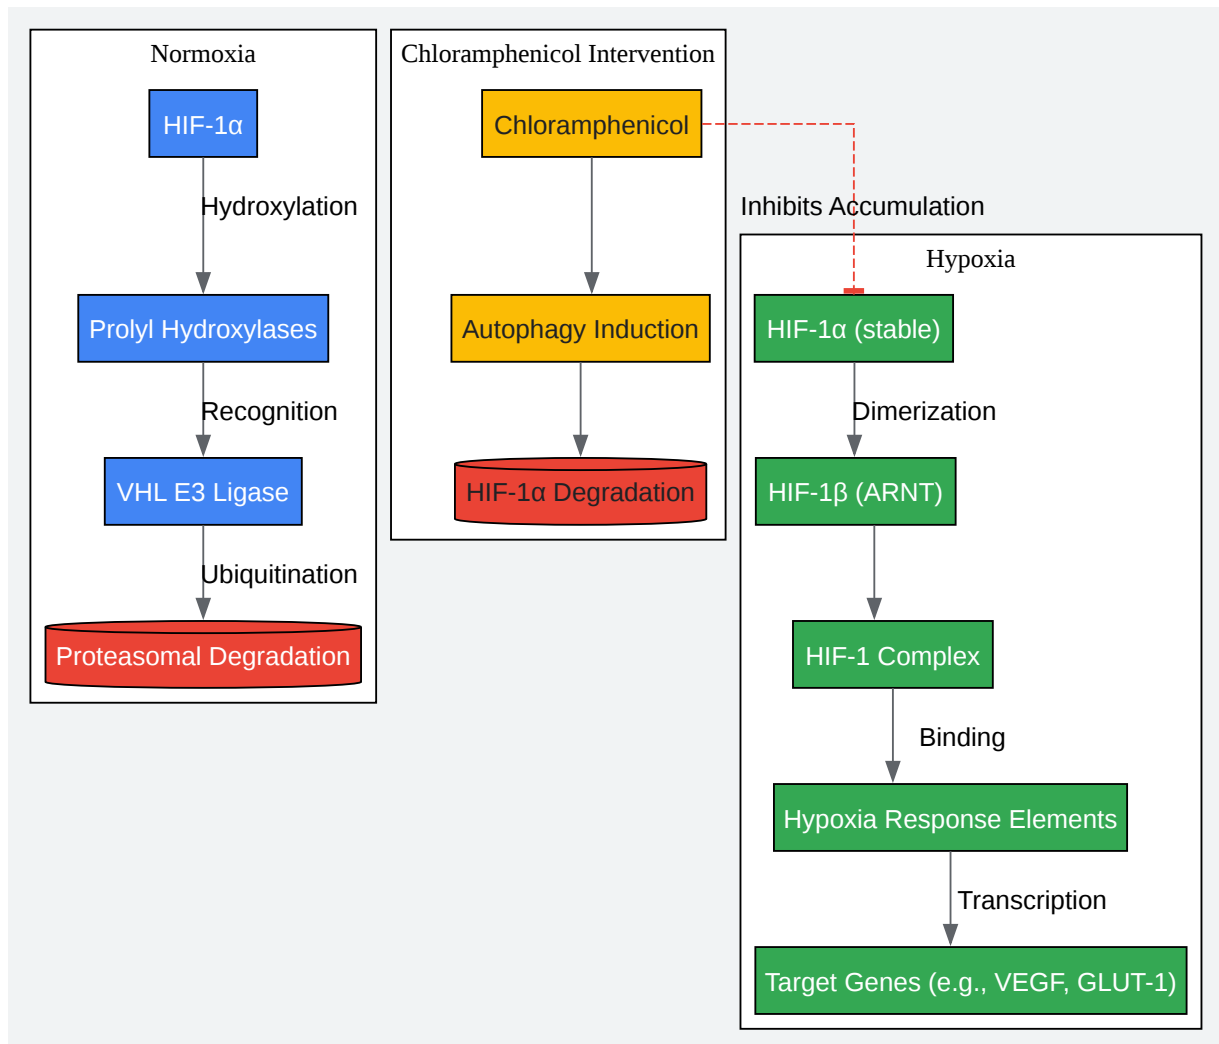 Normoxia
HIF-1α
Hydroxylation
Prolyl Hydroxylases
Recognition
VHL E3 Ligase
Ubiquitination
Proteasomal Degradation
Chloramphenicol Intervention
Chloramphenicol
Autophagy Induction
HIF-1α Degradation
Inhibits Accumulation
Hypoxia
HIF-1α (stable)
Dimerization
HIF-1β (ARNT)
HIF-1 Complex
Binding
Hypoxia Response Elements
Transcription
Target Genes (e.g., VEGF, GLUT-1)